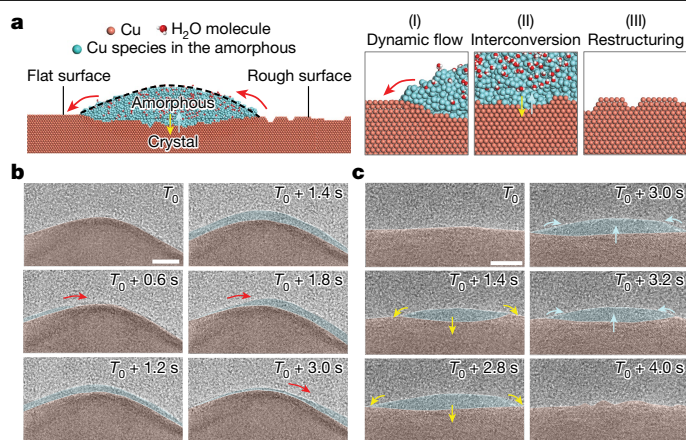 a
Cu
H₂O molecule
Cu species in the amorphous
Flat surface
Rough surface
Amorphous
Crystal
(I)
Dynamic flow
(II)
Interconversion
(III)
Restructuring
b
T₀
T₀ + 1.4 s
T₀ + 0.6 s
T₀ + 1.8 s
T₀ + 1.2 s
T₀ + 3.0 s
c
T₀
T₀ + 3.0 s
T₀ + 1.4 s
T₀ + 3.2 s
T₀ + 2.8 s
T₀ + 4.0 s